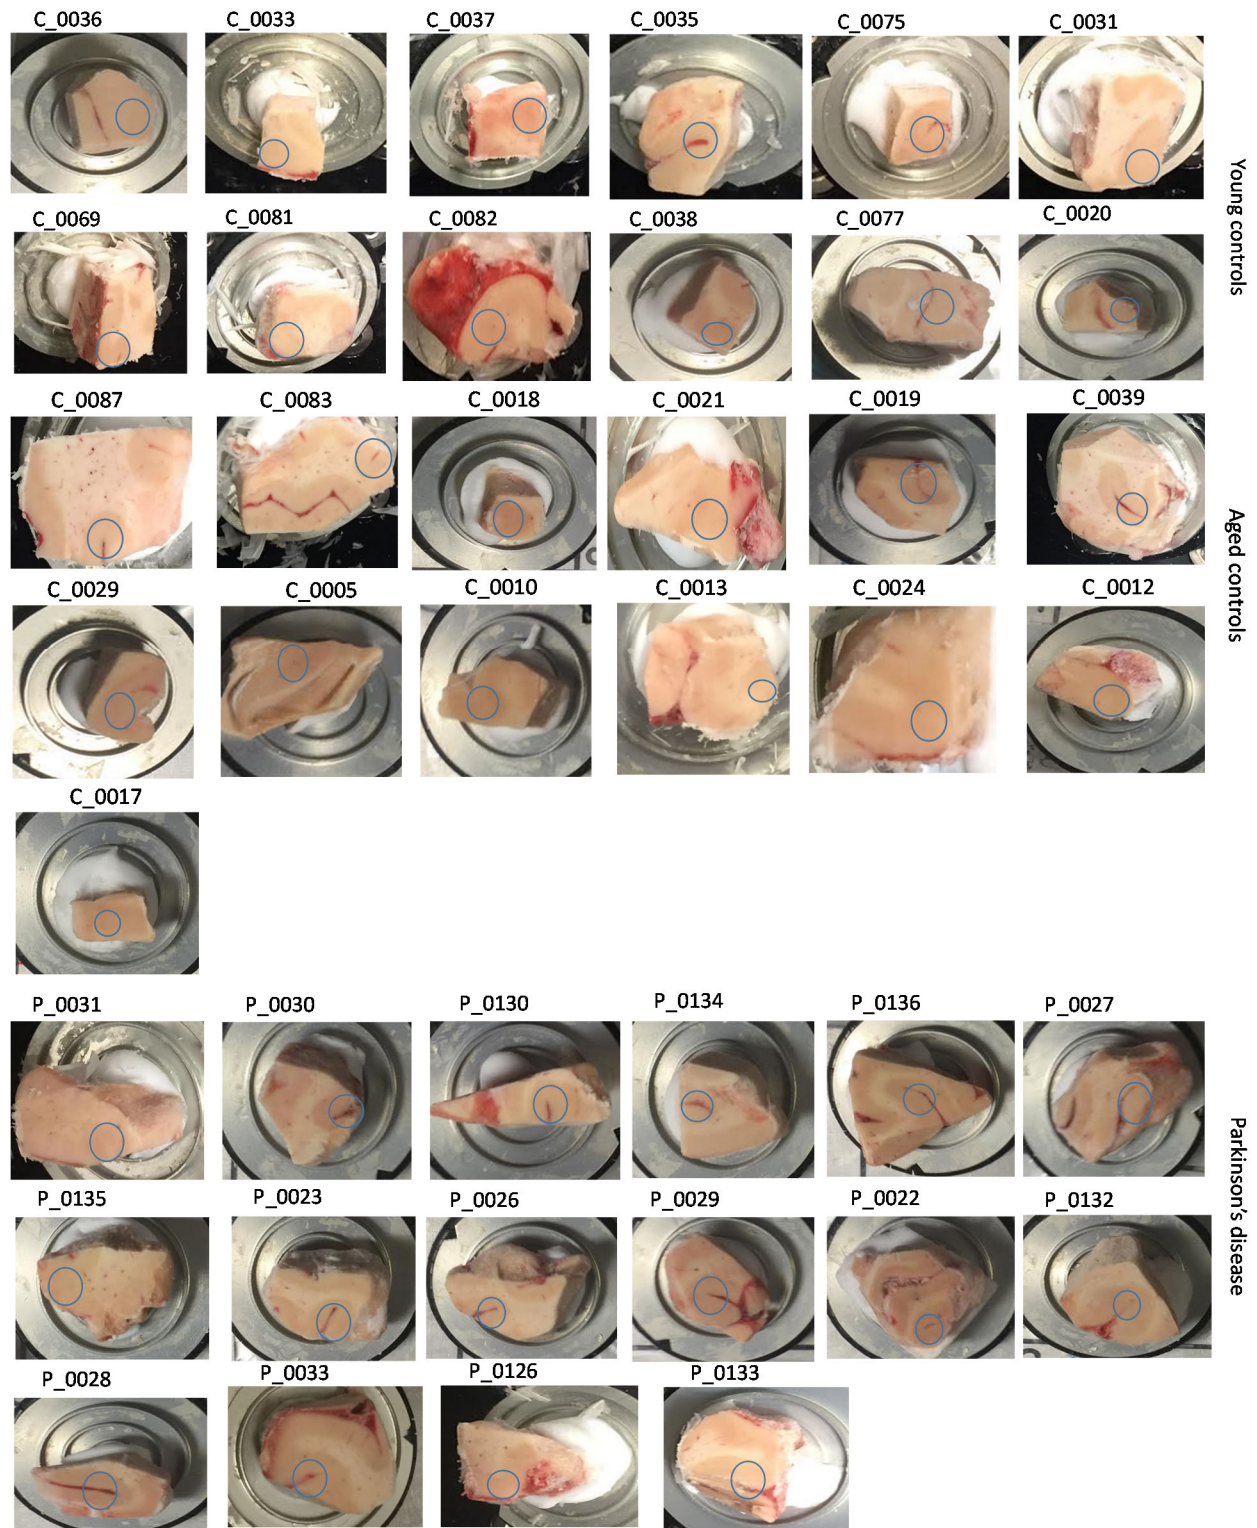 C_0036 C_0033 C_0037 C_0035 C_0075 C_0031
Young controls
C_0069 C_0081 C_0082 C_0038 C_0077 C_0020
C_0087 C_0083 C_0018 C_0021 C_0019 C_0039
Aged controls
C_0029 C_0005 C_0010 C_0013 C_0024 C_0012
C_0017
P_0031 P_0030 P_0130 P_0134 P_0136 P_0027
Parkinson's disease
P_0135 P_0023 P_0026 P_0029 P_0022 P_0132
P_0028 P_0033 P_0126 P_0133